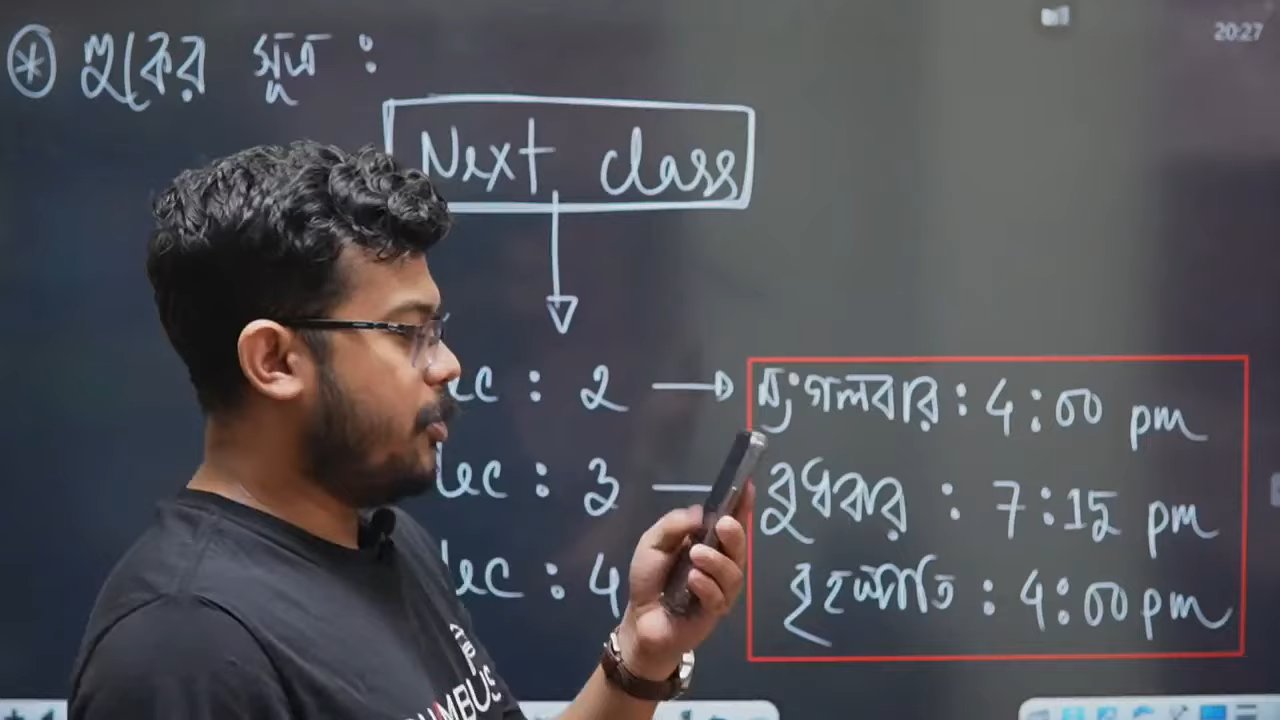 20:27
* হুকের সূত্র :
Next class
ec : 2 → মঙ্গলবার : 4:00 pm
Lec : 3 — বুধবার : 7:15 pm
Lec : 4 বৃহস্পতি : 4:00 pm
UMBUS